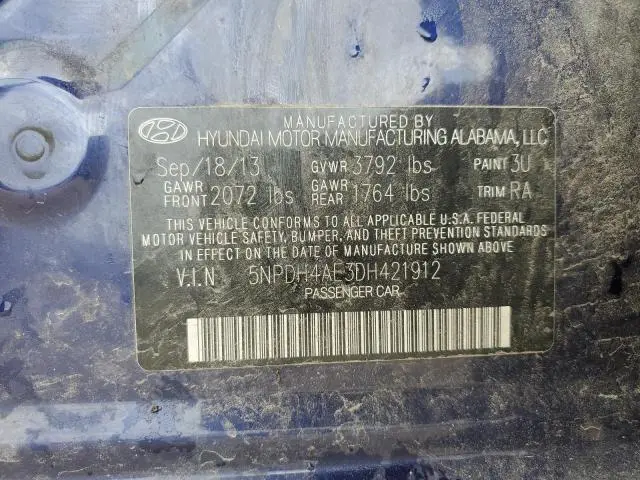 MANUFACTURED BY
HYUNDAI MOTOR MANUFACTURING ALABAMA, LLC
Sep/18/13 GVWR 3792 lbs PAINT 3U
GAWR FRONT 2072 lbs GAWR REAR 1764 lbs TRIM RA
THIS VEHICLE CONFORMS TO ALL APPLICABLE U.S.A. FEDERAL
MOTOR VEHICLE SAFETY, BUMPER, AND THEFT PREVENTION STANDARDS
IN EFFECT ON THE DATE OF MANUFACTURE SHOWN ABOVE.
V.I.N 5NPDH4AE3DH421912
PASSENGER CAR